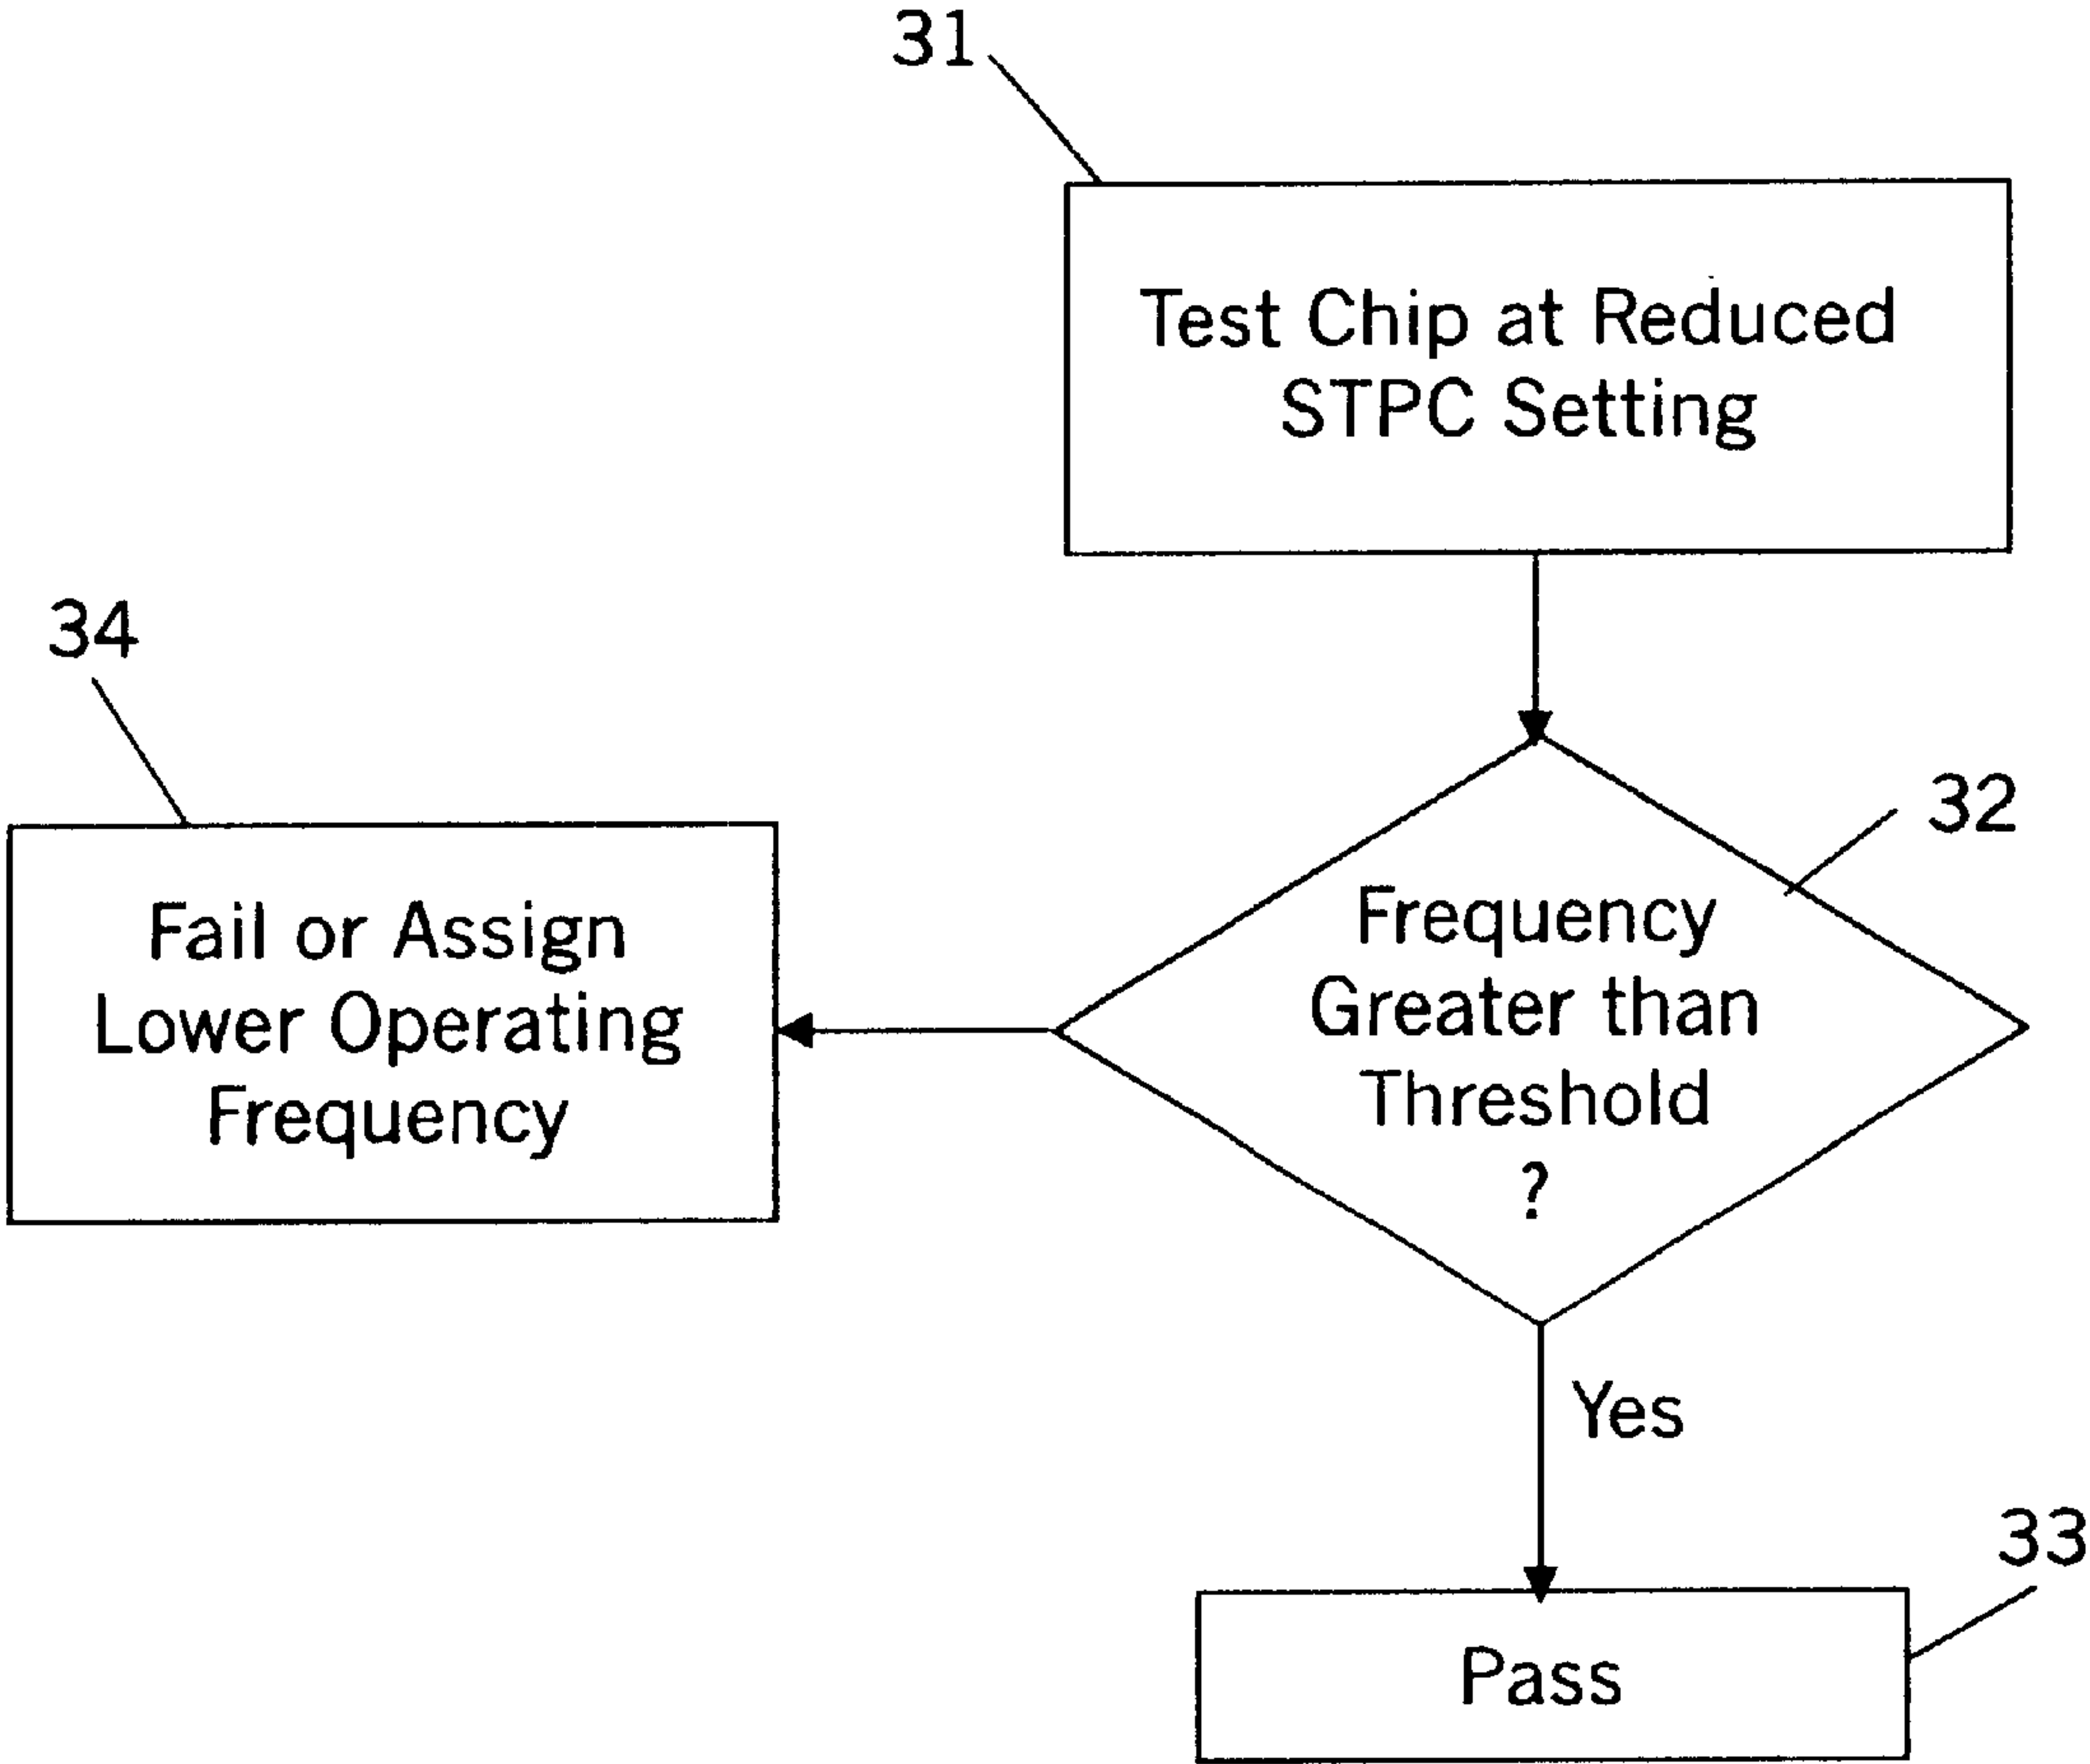 31
Test Chip at Reduced
STPC Setting
34
32
Fail or Assign
Lower Operating
Frequency
Frequency
Greater than
Threshold
?
Yes
33
Pass